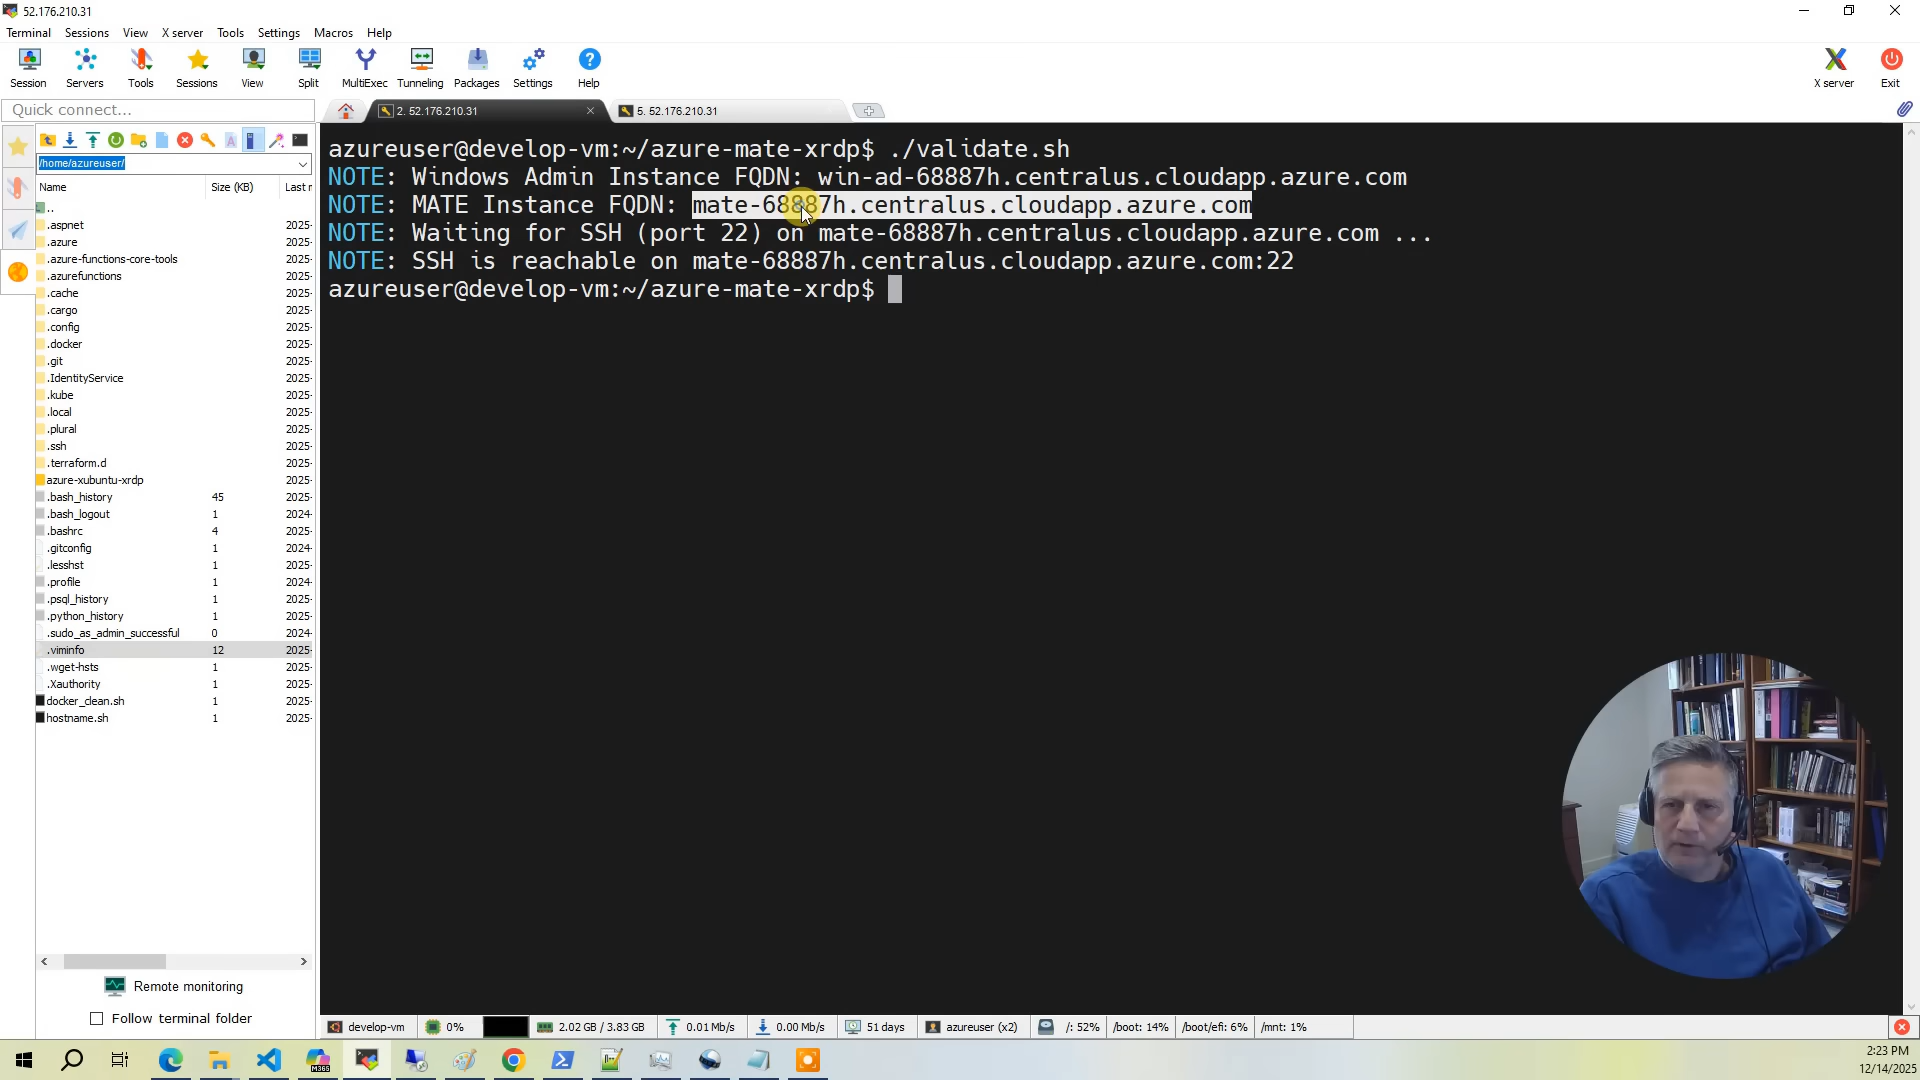 52.176.210.31
Terminal Sessions View X server Tools Settings Macros Help
Session Servers Tools Sessions View Split MultiExec Tunneling Packages Settings Help X server Exit
Quick connect...
2. 52.176.210.31
5. 52.176.210.31
/home/azureuser/
Name Size (KB) Last
..
.aspnet 2025-
.azure 2025-
.azure-functions-core-tools 2025-
.azurefunctions 2025-
.cache 2025-
.cargo 2025-
.config 2025-
.docker 2025-
.git 2025-
.IdentityService 2025-
.kube 2025-
.local 2025-
.plural 2025-
.ssh 2025-
.terraform.d 2025-
azure-xubuntu-xrdp 2025-
.bash_history 45 2025-
.bash_logout 1 2024-
.bashrc 4 2025-
.gitconfig 1 2024-
.lesshst 1 2025-
.profile 1 2024-
.psql_history 1 2025-
.python_history 1 2025-
.sudo_as_admin_successful 0 2024-
.viminfo 12 2025-
.wget-hsts 1 2025-
.Xauthority 1 2025-
docker_clean.sh 1 2025-
hostname.sh 1 2025-
Remote monitoring
Follow terminal folder
azureuser@develop-vm:~/azure-mate-xrdp$ ./validate.sh
NOTE: Windows Admin Instance FQDN: win-ad-68887h.centralus.cloudapp.azure.com
NOTE: MATE Instance FQDN: mate-68887h.centralus.cloudapp.azure.com
NOTE: Waiting for SSH (port 22) on mate-68887h.centralus.cloudapp.azure.com ...
NOTE: SSH is reachable on mate-68887h.centralus.cloudapp.azure.com:22
azureuser@develop-vm:~/azure-mate-xrdp$
develop-vm 0% 2.02 GB / 3.83 GB 0.01 Mb/s 0.00 Mb/s 51 days azureuser (x2) /: 52% /boot: 14% /boot/efi: 6% /mnt: 1%
M365
2:23 PM
12/14/2025